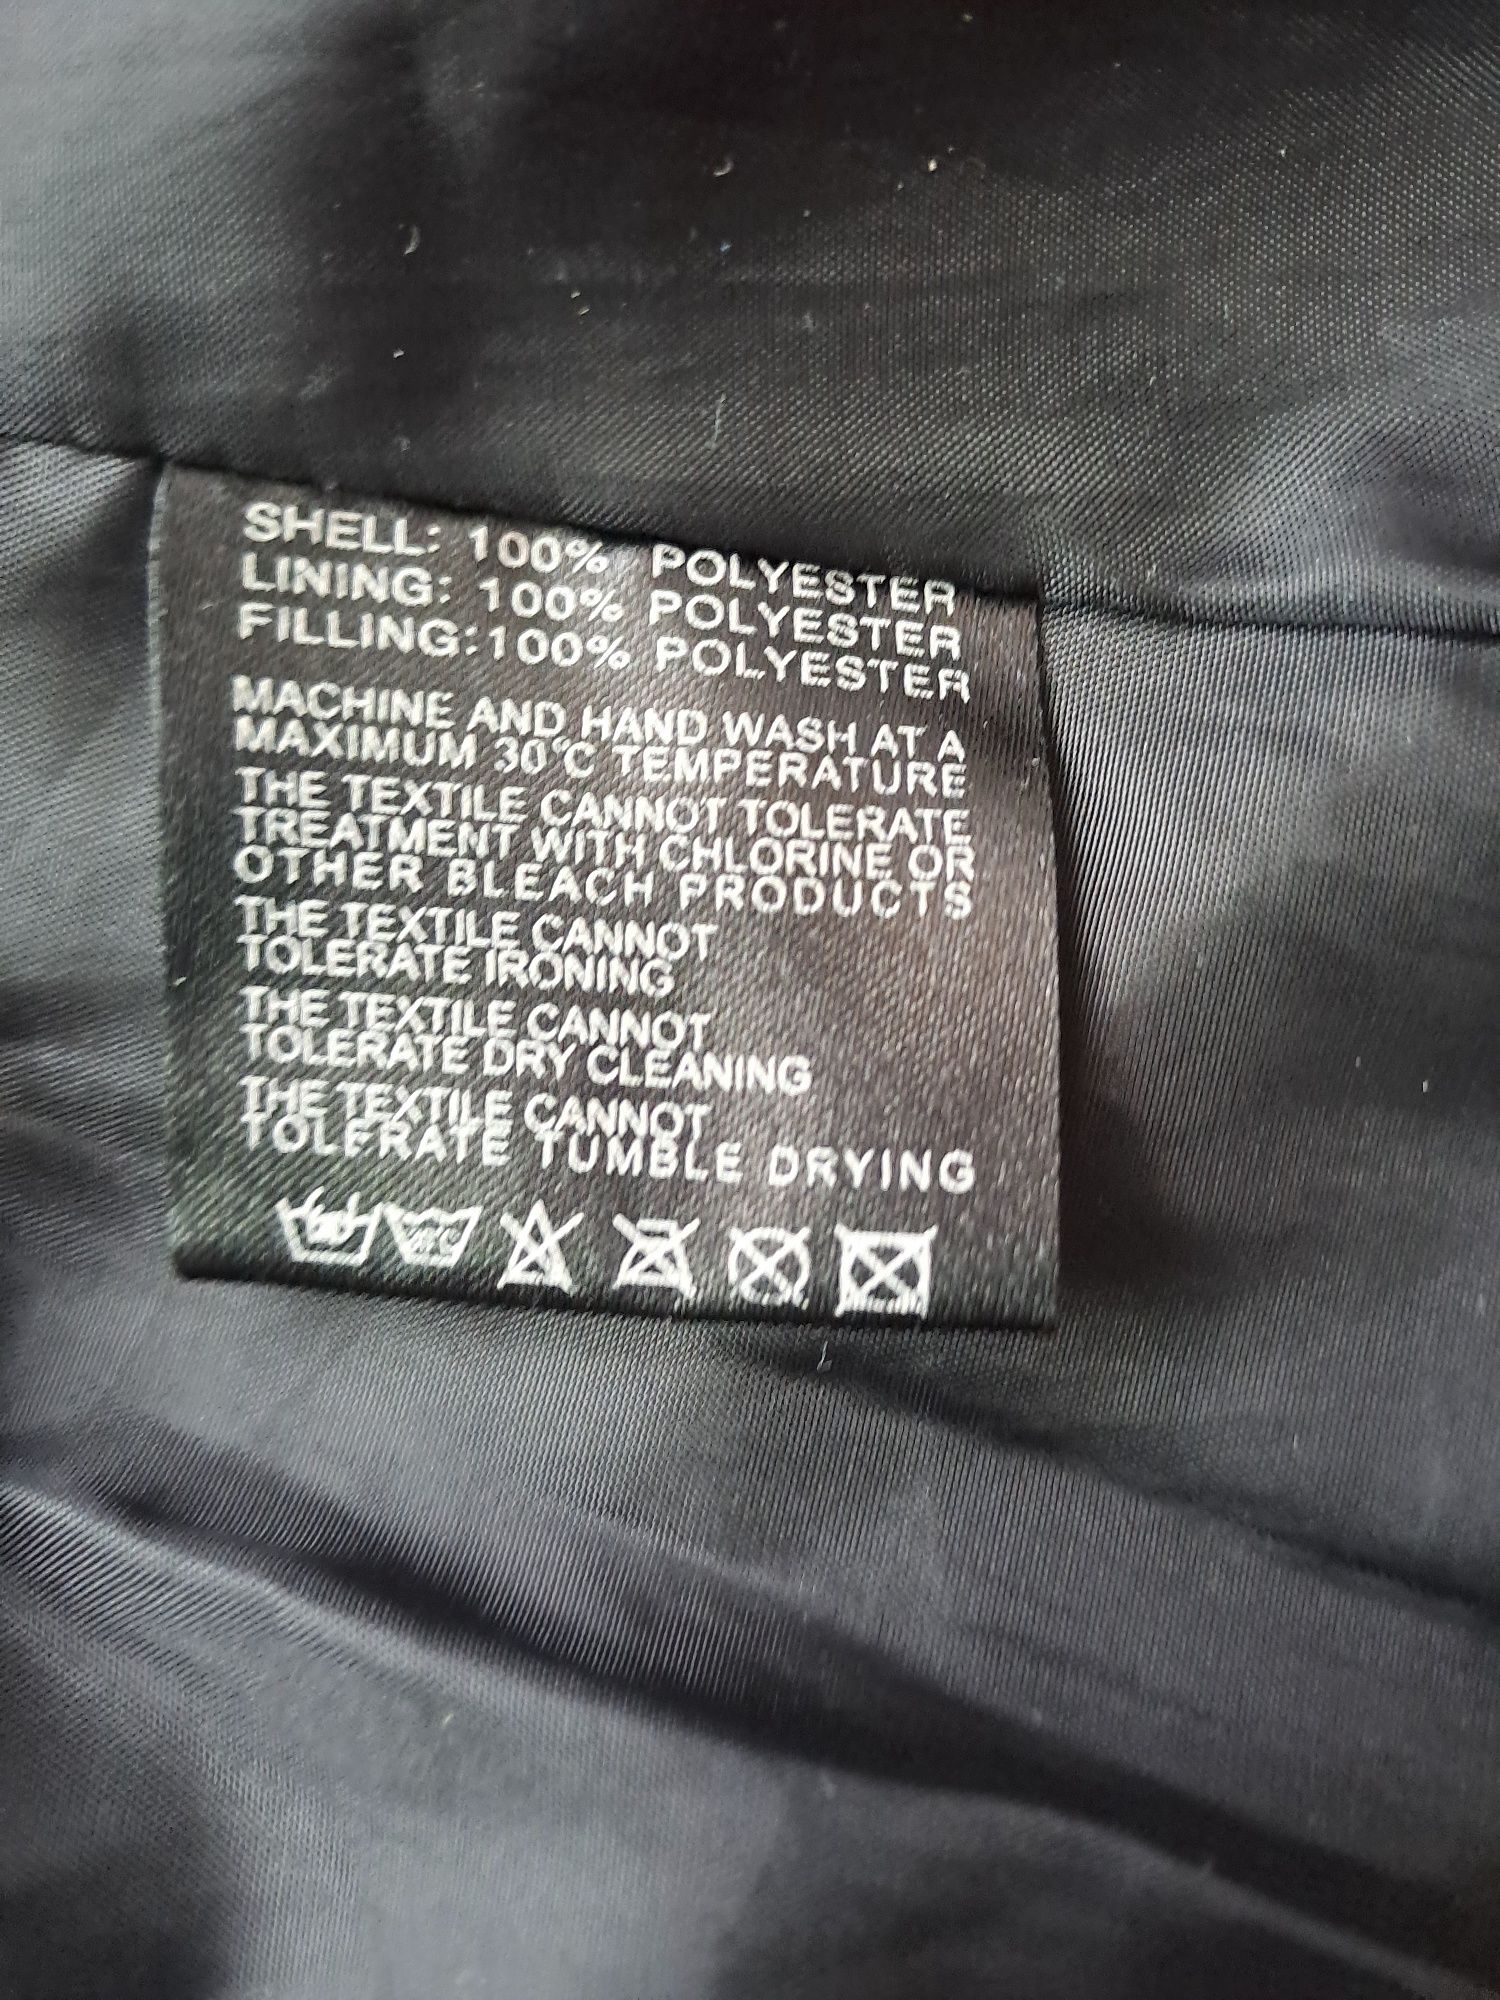 SHELL: 100% POLYESTER
LINING: 100% POLYESTER
FILLING:100% POLYESTER
MACHINE AND HAND WASH AT A
MAXIMUM 30°C TEMPERATURE
THE TEXTILE CANNOT TOLERATE
TREATMENT WITH CHLORINE OR
OTHER BLEACH PRODUCTS
THE TEXTILE CANNOT
TOLERATE IRONING
THE TEXTILE CANNOT
TOLERATE DRY CLEANING
THE TEXTILE CANNOT
TOLERATE TUMBLE DRYING